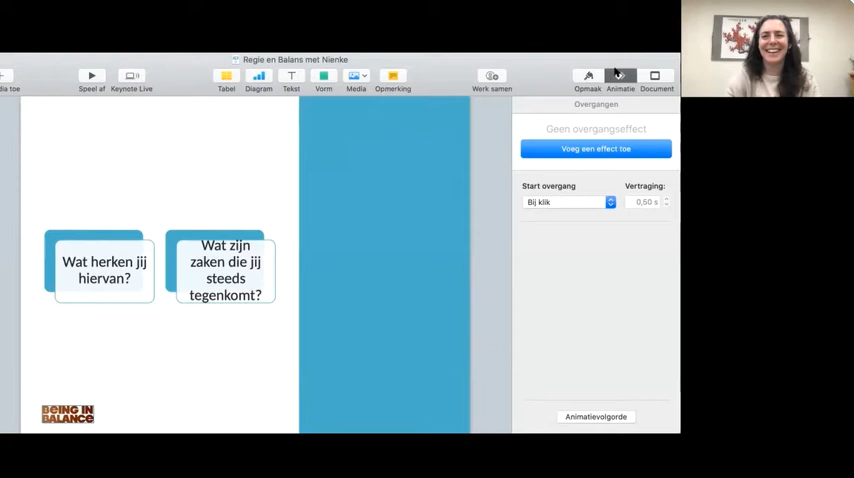 Regie en Balans met Nienke
dia toe
Speel af
Keynote Live
Tabel
Diagram
Tekst
Vorm
Media
Opmerking
Werk samen
Opmaak
Animatie
Document
Overgangen
Geen overgangseffect
Voeg een effect toe
Start overgang
Vertraging:
Bij klik
0,50 s
Wat herken jij
hiervan?
Wat zijn
zaken die jij
steeds
tegenkomt?
BEING IN
BALANCE
Animatievolgorde